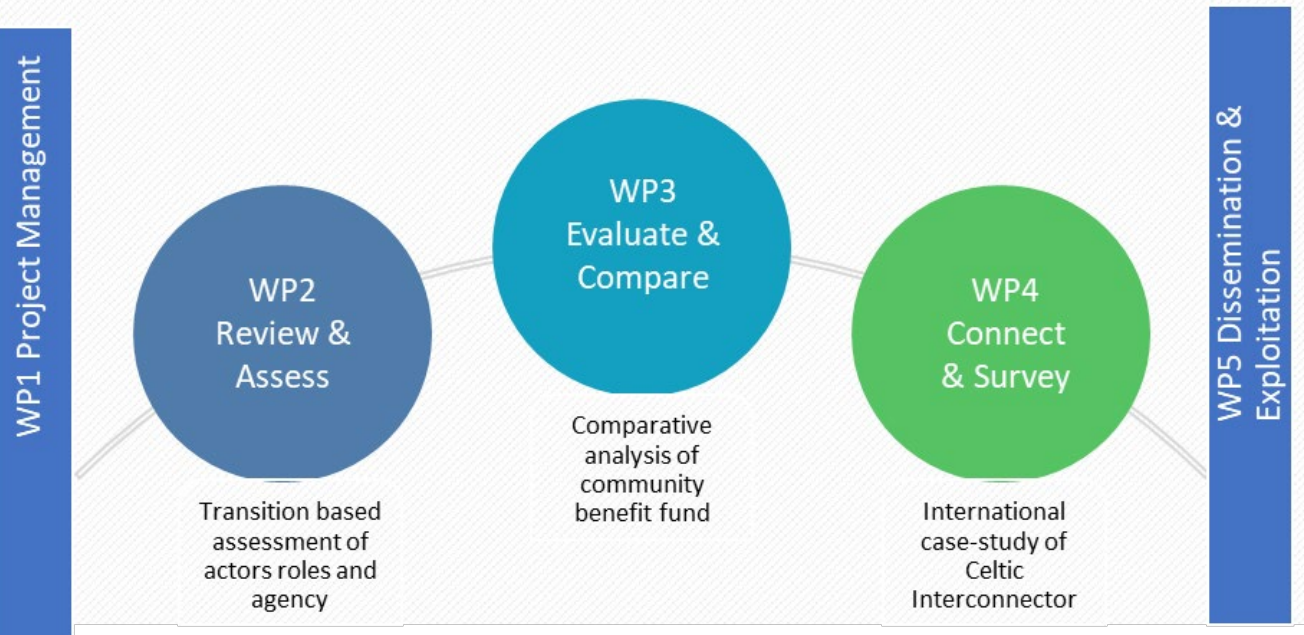 WP1 Project Management
WP2
Review &
Assess
Transition based
assessment of
actors roles and
agency
WP3
Evaluate &
Compare
Comparative
analysis of
community
benefit fund
WP4
Connect
& Survey
International
case-study of
Celtic
Interconnector
WP5 Dissemination &
Exploitation